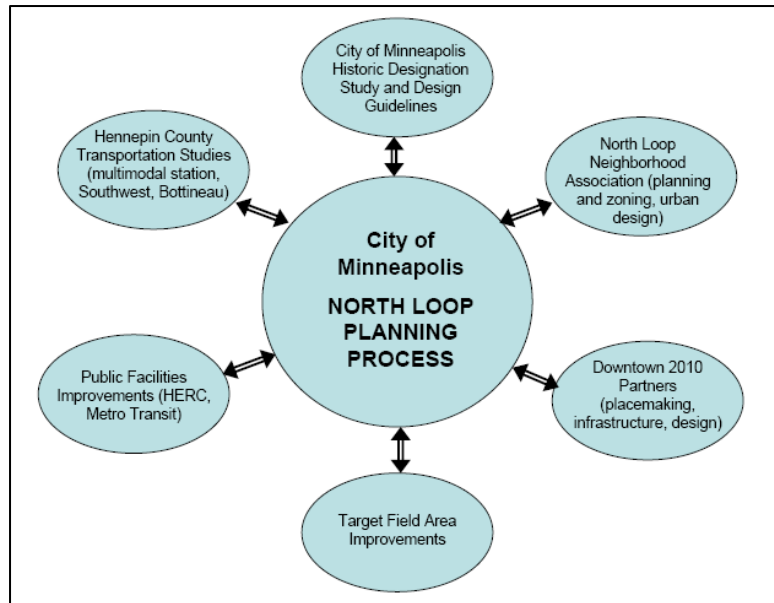 City of Minneapolis
Historic Designation
Study and Design
Guidelines
Hennepin County
Transportation Studies
(multimodal station,
Southwest, Bottineau)
North Loop
Neighborhood
Association (planning
and zoning, urban
design)
City of
Minneapolis
NORTH LOOP
PLANNING
PROCESS
Public Facilities
Improvements (HERC,
Metro Transit)
Downtown 2010
Partners
(placemaking,
infrastructure, design)
Target Field Area
Improvements